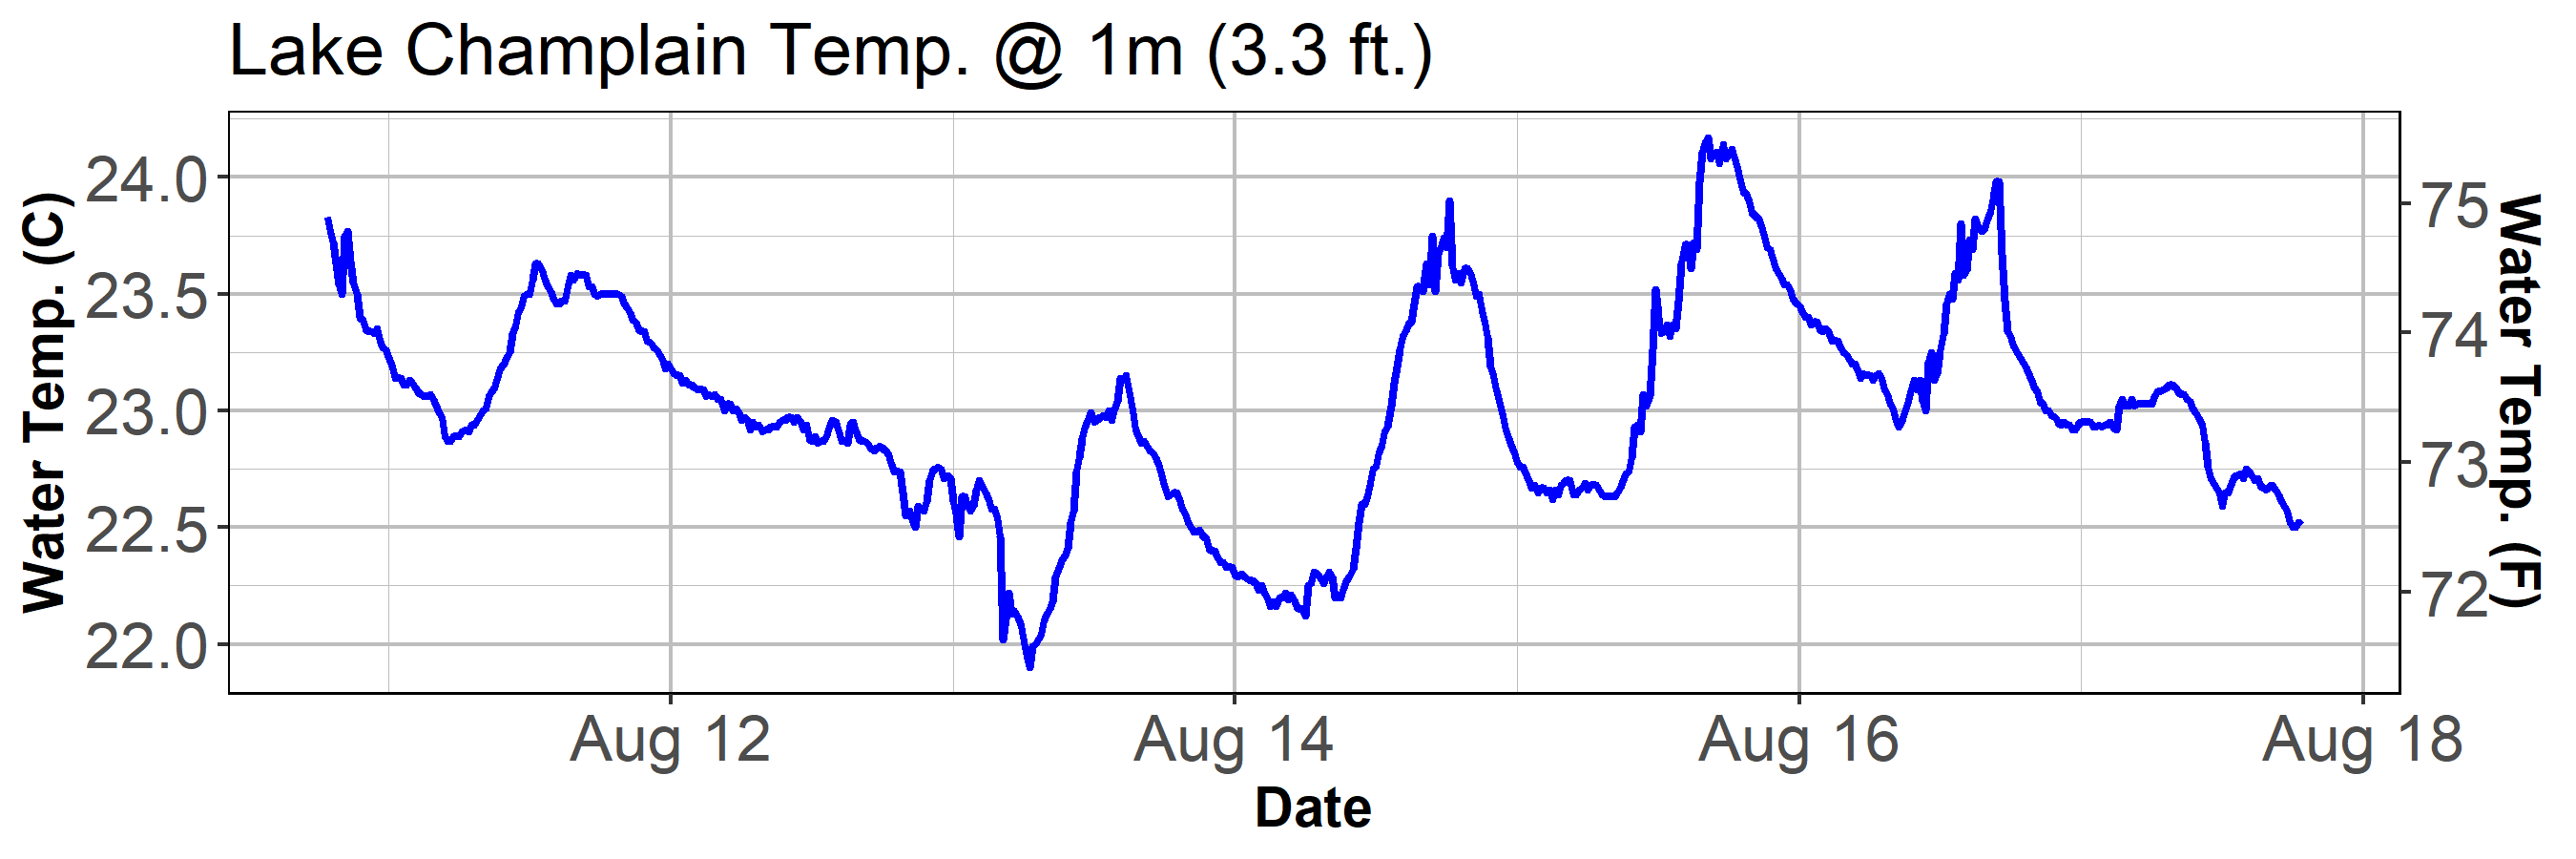 Lake Champlain Temp. @ 1m (3.3 ft.)
Water Temp. (C)
24.0
23.5
23.0
22.5
22.0
75
74
73
72
Water Temp. (F)
Aug 12
Aug 14
Aug 16
Aug 18
Date